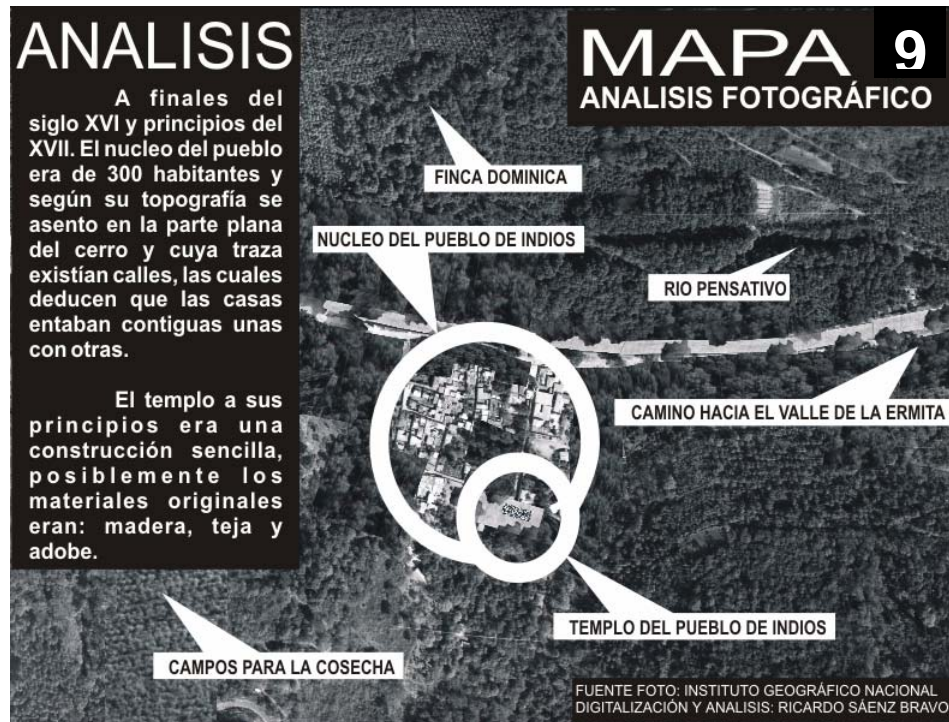 ANALISIS
A finales del
siglo XVI y principios del
XVII. El nucleo del pueblo
era de 300 habitantes y
según su topografía se
asento en la parte plana
del cerro y cuya traza
existían calles, las cuales
deducen que las casas
entaban contiguas unas
con otras.
El templo a sus
principios era una
construcción sencilla,
posiblemente los
materiales originales
eran: madera, teja y
adobe.
MAPA 9
ANALISIS FOTOGRÁFICO
FINCA DOMINICA
NUCLEO DEL PUEBLO DE INDIOS
RIO PENSATIVO
CAMINO HACIA EL VALLE DE LA ERMITA
TEMPLO DEL PUEBLO DE INDIOS
CAMPOS PARA LA COSECHA
FUENTE FOTO: INSTITUTO GEOGRÁFICO NACIONAL
DIGITALIZACIÓN Y ANALISIS: RICARDO SÁENZ BRAVO